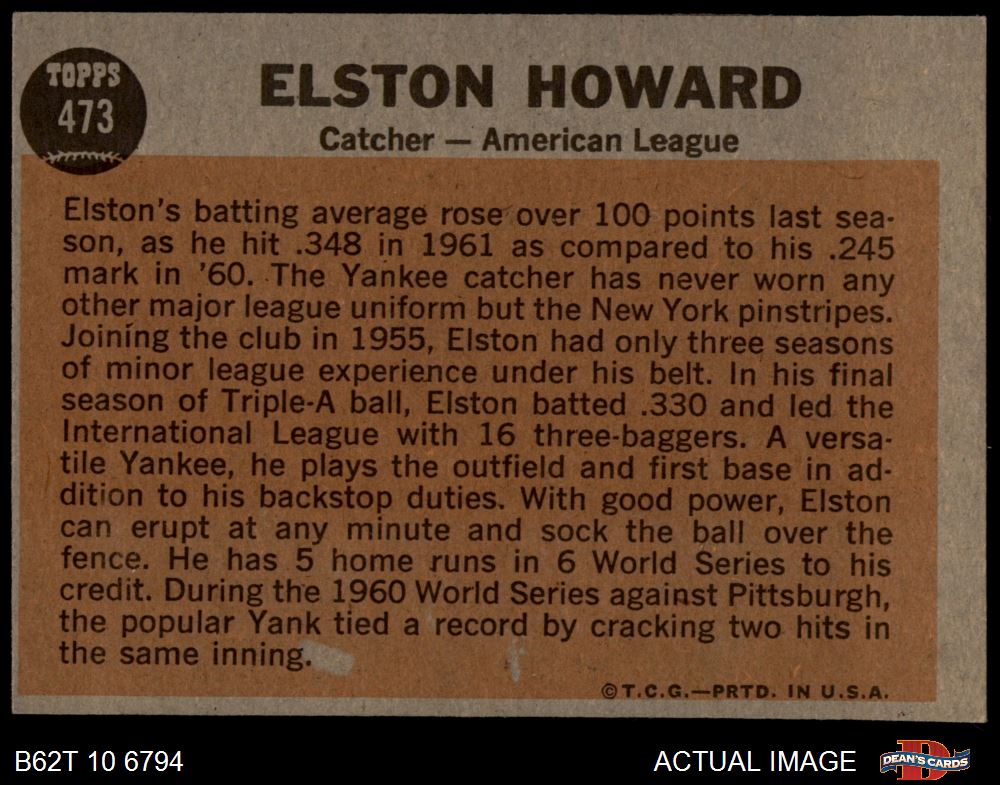 TOPPS
473
ELSTON HOWARD
Catcher — American League
Elston's batting average rose over 100 points last sea-
son, as he hit .348 in 1961 as compared to his .245
mark in '60. The Yankee catcher has never worn any
other major league uniform but the New York pinstripes.
Joining the club in 1955, Elston had only three seasons
of minor league experience under his belt. In his final
season of Triple-A ball, Elston batted .330 and led the
International League with 16 three-baggers. A versa-
tile Yankee, he plays the outfield and first base in ad-
dition to his backstop duties. With good power, Elston
can erupt at any minute and sock the ball over the
fence. He has 5 home runs in 6 World Series to his
credit. During the 1960 World Series against Pittsburgh,
the popular Yank tied a record by cracking two hits in
the same inning.
©T.C.G.—PRTD. IN U.S.A.
B62T 10 6794
ACTUAL IMAGE
D
DEAN'S CARDS